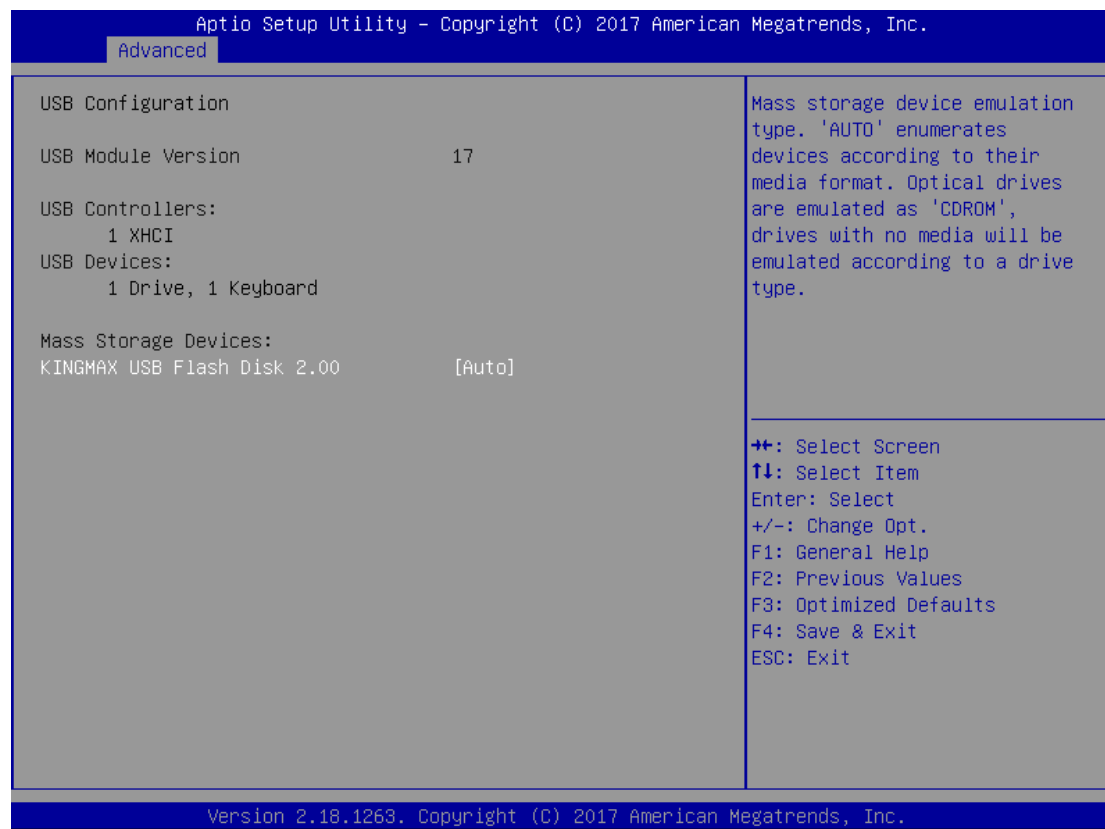 Aptio Setup Utility – Copyright (C) 2017 American Megatrends, Inc.
Advanced
USB Configuration
USB Module Version 17
USB Controllers:
1 XHCI
USB Devices:
1 Drive, 1 Keyboard
Mass Storage Devices:
KINGMAX USB Flash Disk 2.00 [Auto]
Mass storage device emulation
type. 'AUTO' enumerates
devices according to their
media format. Optical drives
are emulated as 'CDROM',
drives with no media will be
emulated according to a drive
type.
→←: Select Screen
↑↓: Select Item
Enter: Select
+/-: Change Opt.
F1: General Help
F2: Previous Values
F3: Optimized Defaults
F4: Save & Exit
ESC: Exit
Version 2.18.1263. Copyright (C) 2017 American Megatrends, Inc.